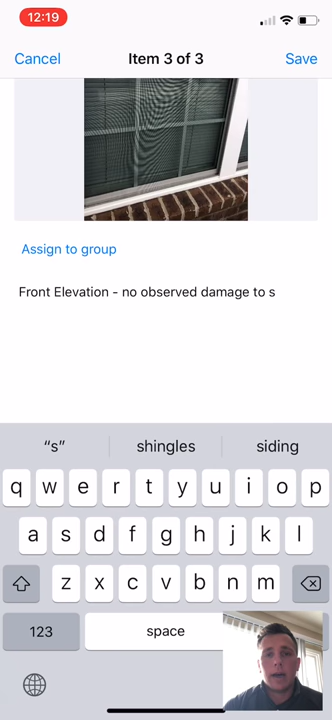 12:19
Cancel Item 3 of 3 Save
Assign to group
Front Elevation - no observed damage to s
“s” shingles siding
q w e r t y u i o p
a s d f g h j k l
z x c v b n m
123 space